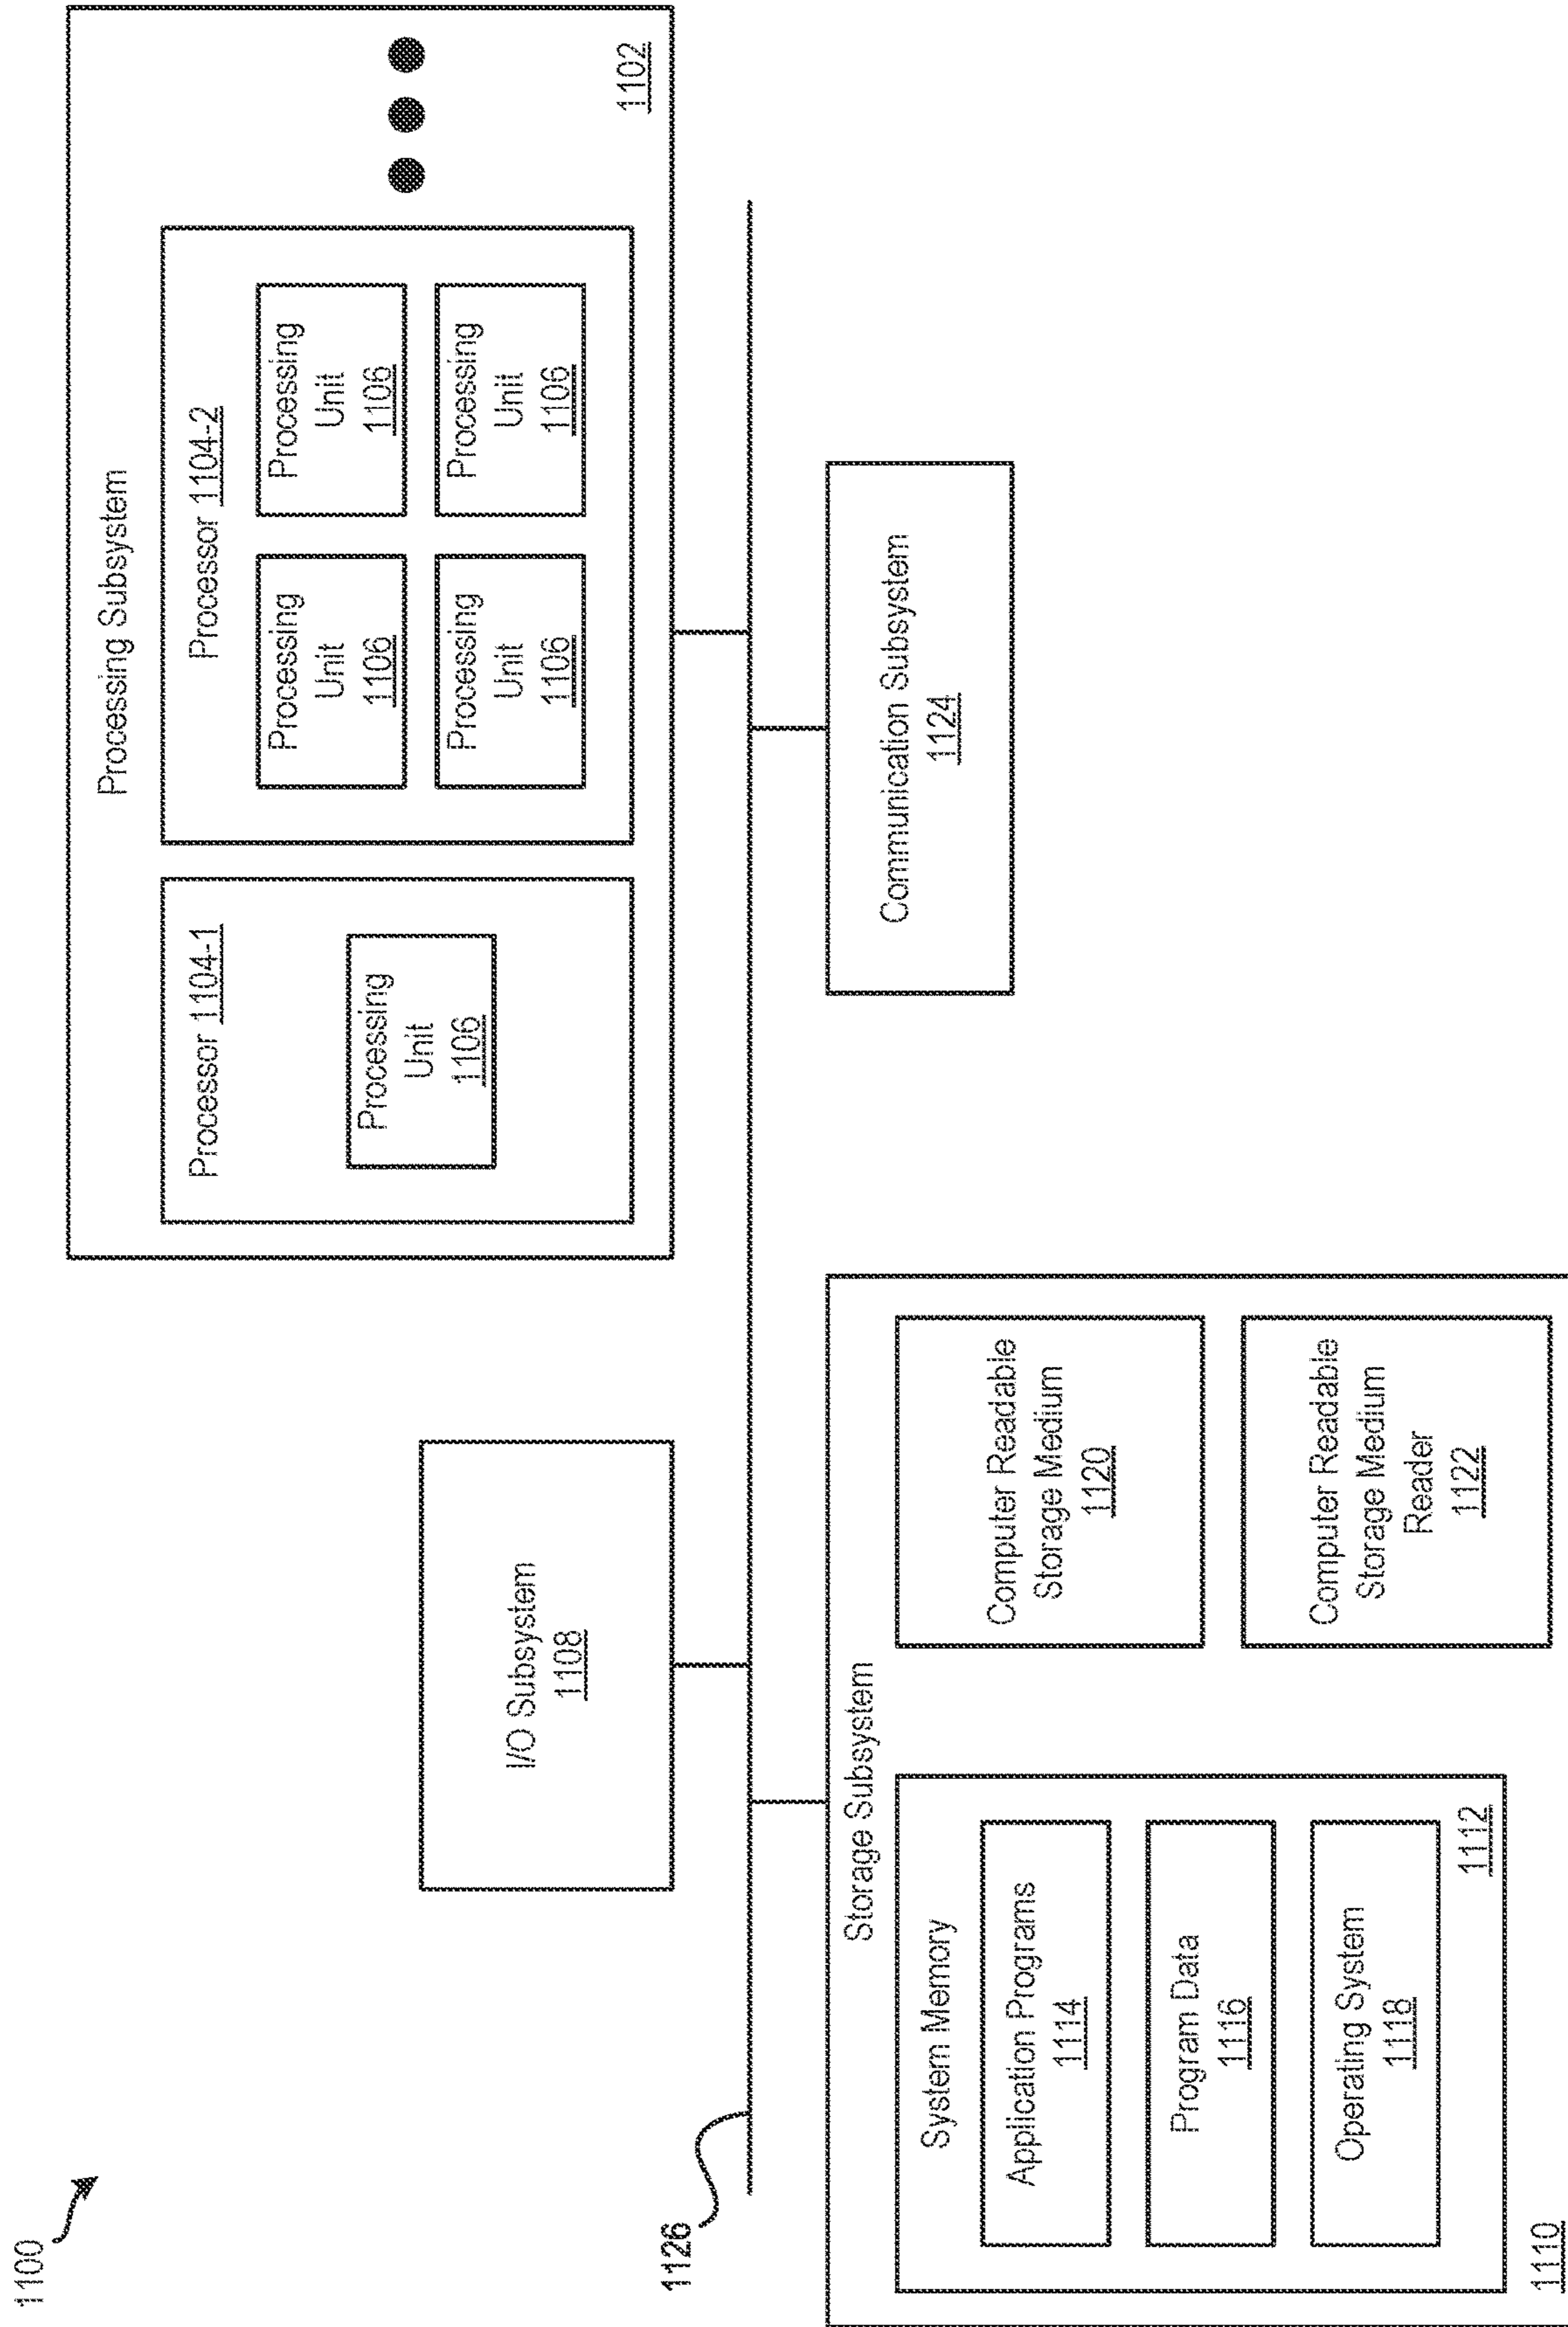 1100
I/O Subsystem
1108
Processing Subsystem
Processor 1104-1
Processing
Unit
1106
Processor 1104-2
Processing
Unit
1106
Processing
Unit
1106
Processing
Unit
1106
Processing
Unit
1106
1102
1126
Storage Subsystem
System Memory
Application Programs
1114
Program Data
1116
Operating System
1118
1112
Computer Readable
Storage Medium
1120
Computer Readable
Storage Medium
Reader
1122
1110
Communication Subsystem
1124